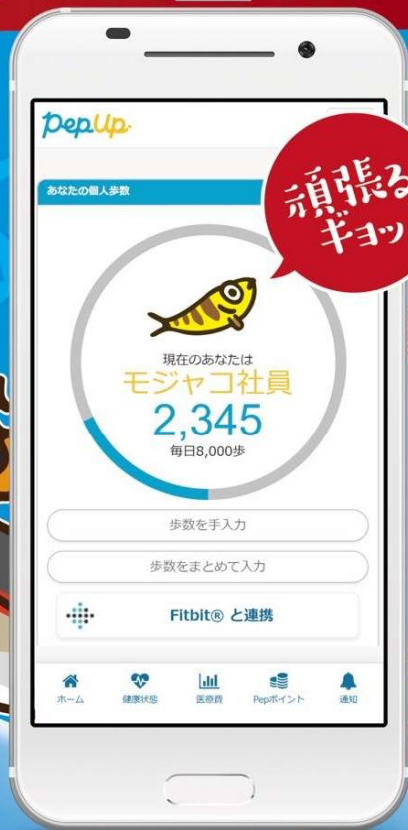 PepUp
あなたの個人歩数
頑張る
ギョッ
現在のあなたは
モジャコ社員
2,345
毎日8,000歩
歩数を手入力
歩数をまとめて入力
Fitbit® と連携
ホーム 健康状態 医療費 Pepポイント 通知